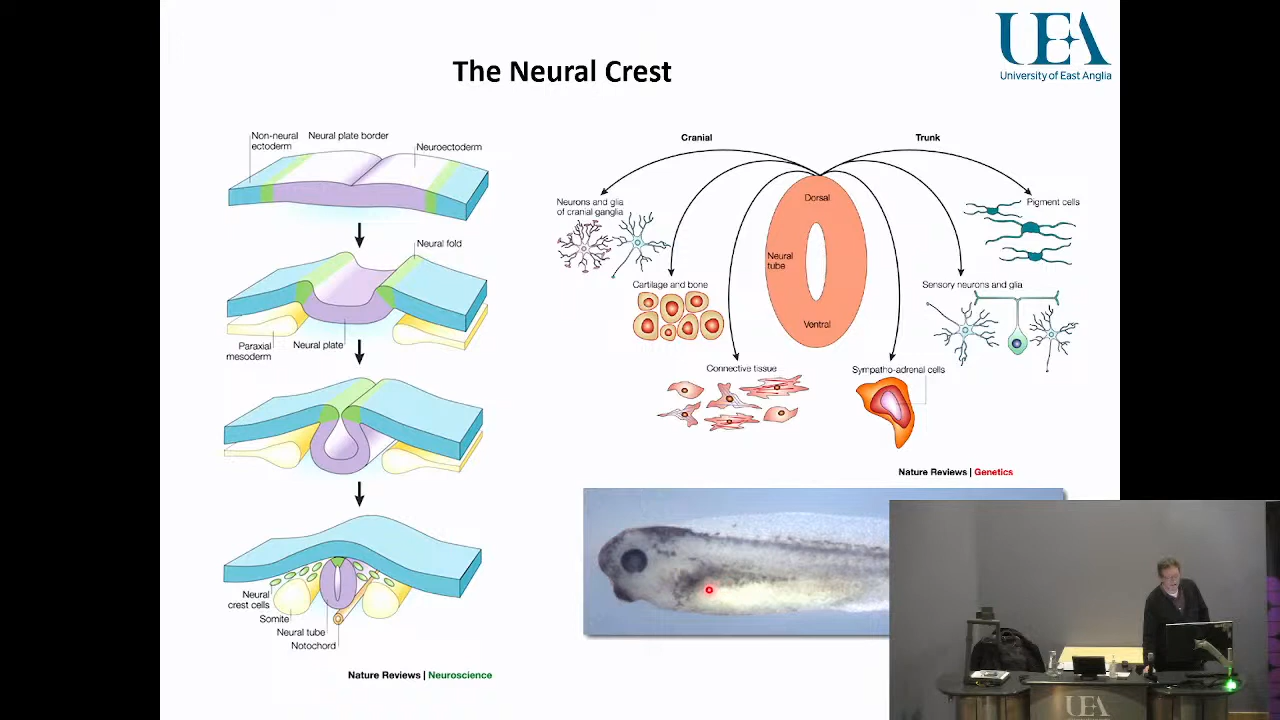 UEA
University of East Anglia
The Neural Crest
Non-neural
ectoderm
Neural plate border
Neuroectoderm
Neural fold
Paraxial
mesoderm
Neural plate
Neural
crest cells
Somite
Neural tube
Notochord
Nature Reviews | Neuroscience
Cranial
Trunk
Neurons and glia
of cranial ganglia
Cartilage and bone
Connective tissue
Dorsal
Neural
tube
Ventral
Pigment cells
Sensory neurons and glia
Sympatho-adrenal cells
Nature Reviews | Genetics
UEA